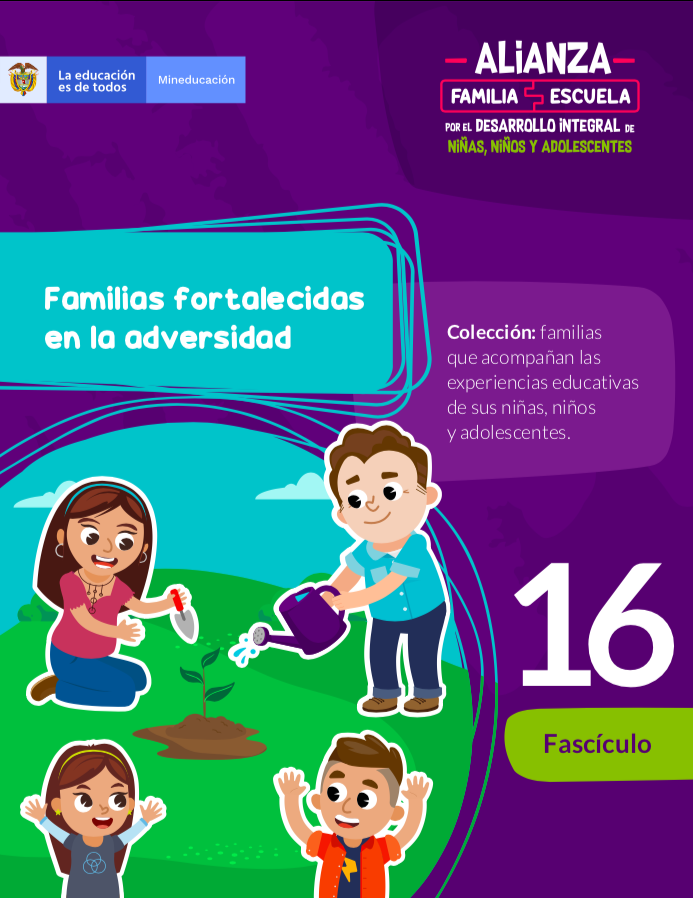 La educación
es de todos
Mineducación
ALiANZA
FAMILIA ESCUELA
POR EL DESARROLLO iNTEGRAL DE
NiÑAS, NiÑOS Y ADOLESCENTES
Familias fortalecidas
en la adversidad
Colección: familias
que acompañan las
experiencias educativas
de sus niñas, niños
y adolescentes.
16
Fascículo